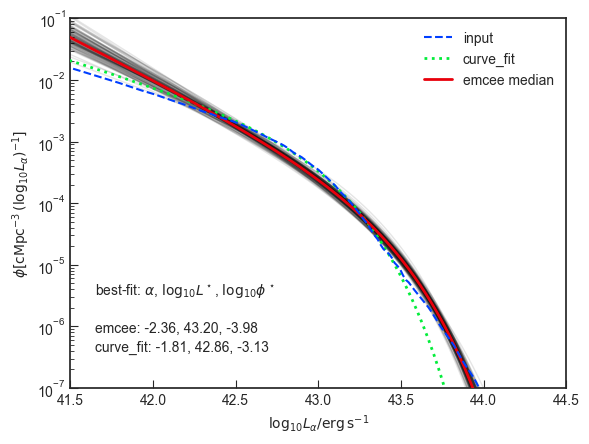 10⁻¹
10⁻²
10⁻³
10⁻⁴
10⁻⁵
10⁻⁶
10⁻⁷
ϕ[cMpc⁻³ (log₁₀Lα)⁻¹]
input
curve_fit
emcee median
best-fit: α, log₁₀L*, log₁₀ϕ*
emcee: -2.36, 43.20, -3.98
curve_fit: -1.81, 42.86, -3.13
41.5 42.0 42.5 43.0 43.5 44.0 44.5
log₁₀Lα/erg s⁻¹